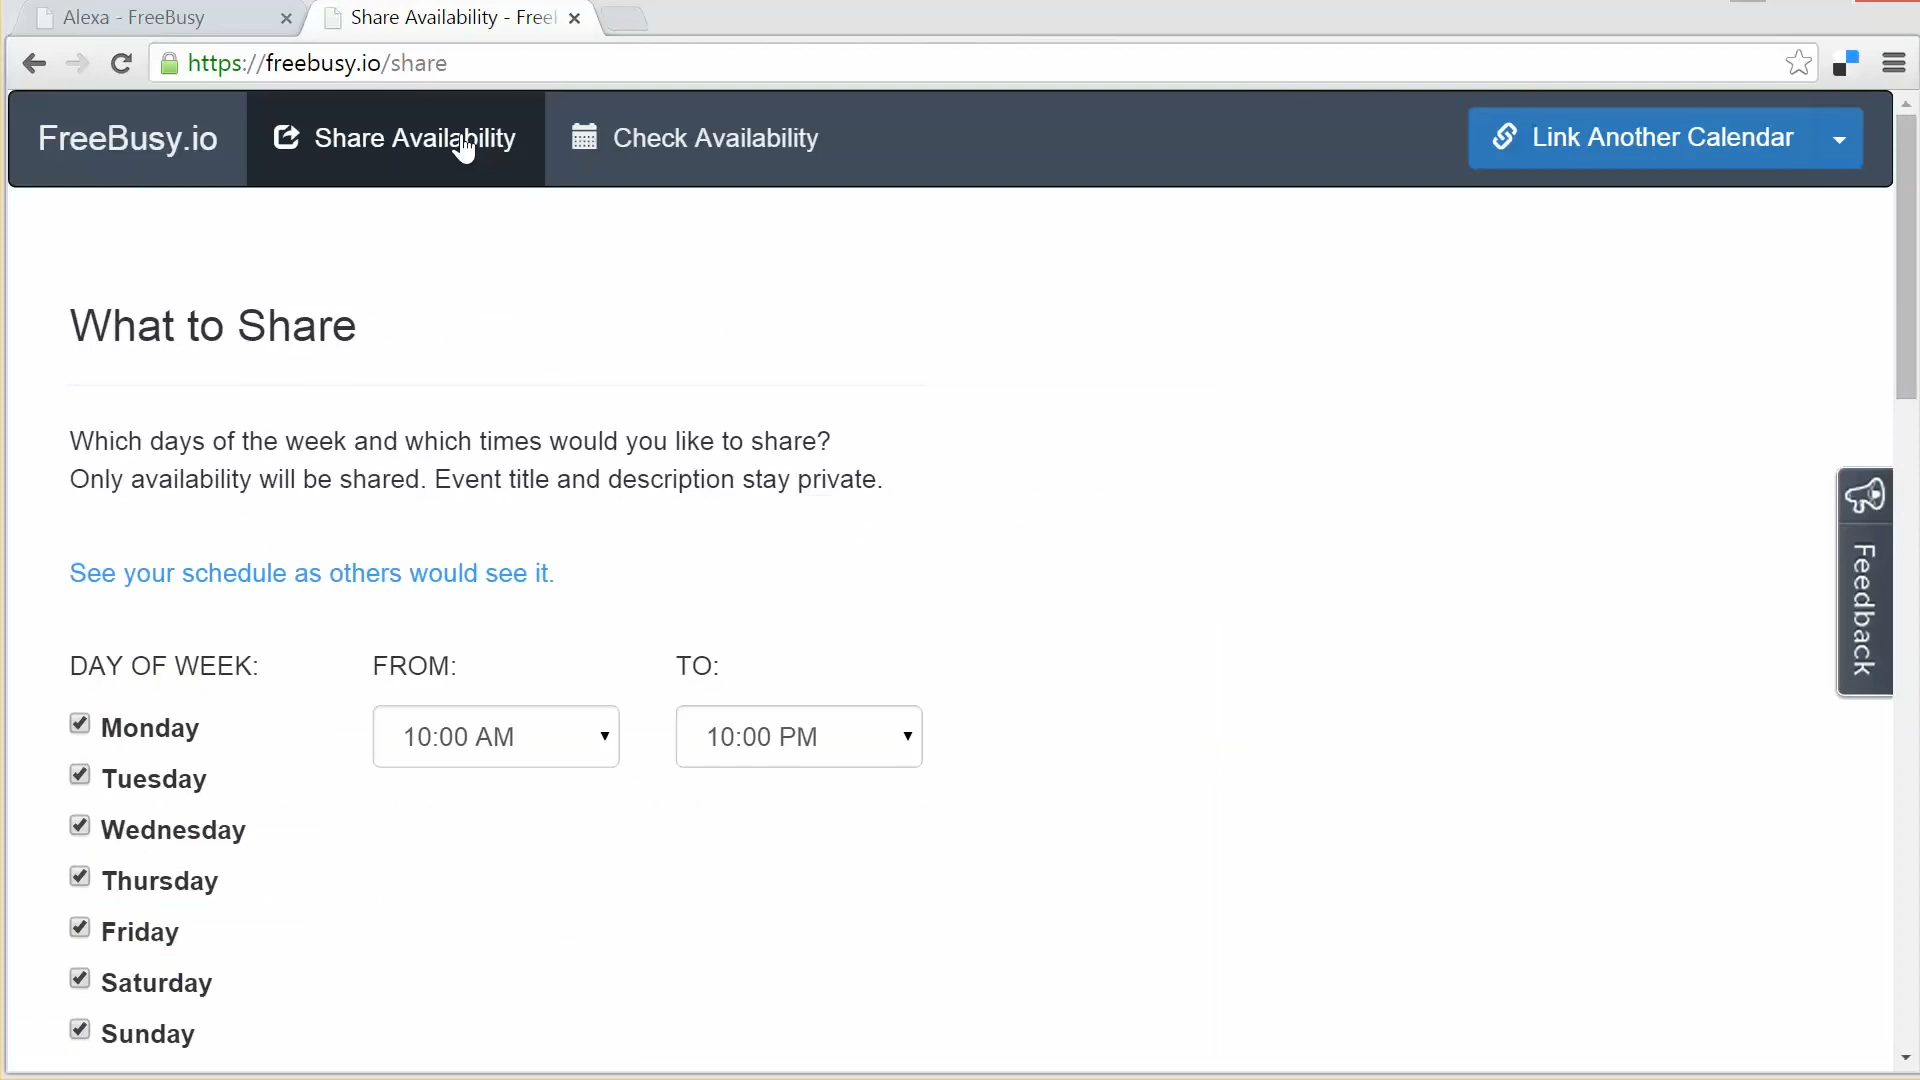 Alexa - FreeBusy
Share Availability - Free
https://freebusy.io/share
FreeBusy.io
Share Availability
Check Availability
Link Another Calendar
What to Share
Which days of the week and which times would you like to share?
Only availability will be shared. Event title and description stay private.
See your schedule as others would see it.
DAY OF WEEK: FROM: TO:
Monday 10:00 AM 10:00 PM
Tuesday
Wednesday
Thursday
Friday
Saturday
Sunday
Feedback